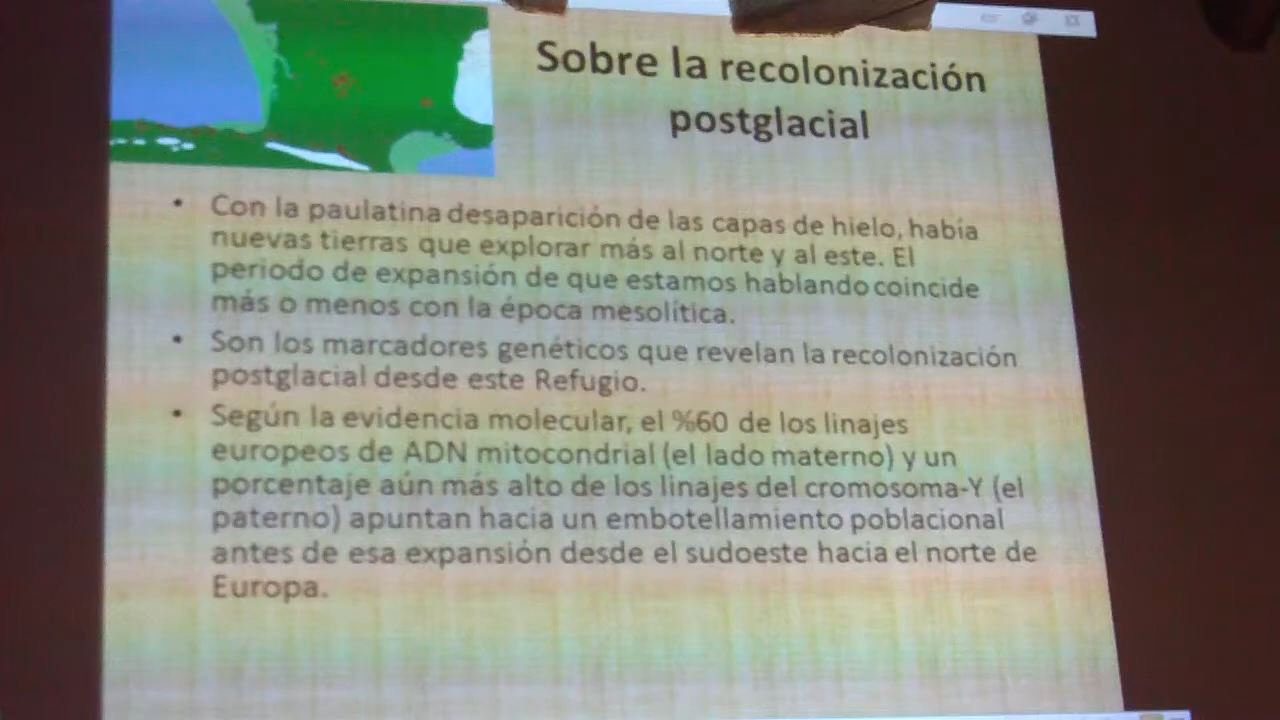 Sobre la recolonización
postglacial
• Con la paulatina desaparición de las capas de hielo, había
nuevas tierras que explorar más al norte y al este. El
periodo de expansión de que estamos hablando coincide
más o menos con la época mesolítica.
• Son los marcadores genéticos que revelan la recolonización
postglacial desde este Refugio.
• Según la evidencia molecular, el %60 de los linajes
europeos de ADN mitocondrial (el lado materno) y un
porcentaje aún más alto de los linajes del cromosoma-Y (el
paterno) apuntan hacia un embotellamiento poblacional
antes de esa expansión desde el sudoeste hacia el norte de
Europa.